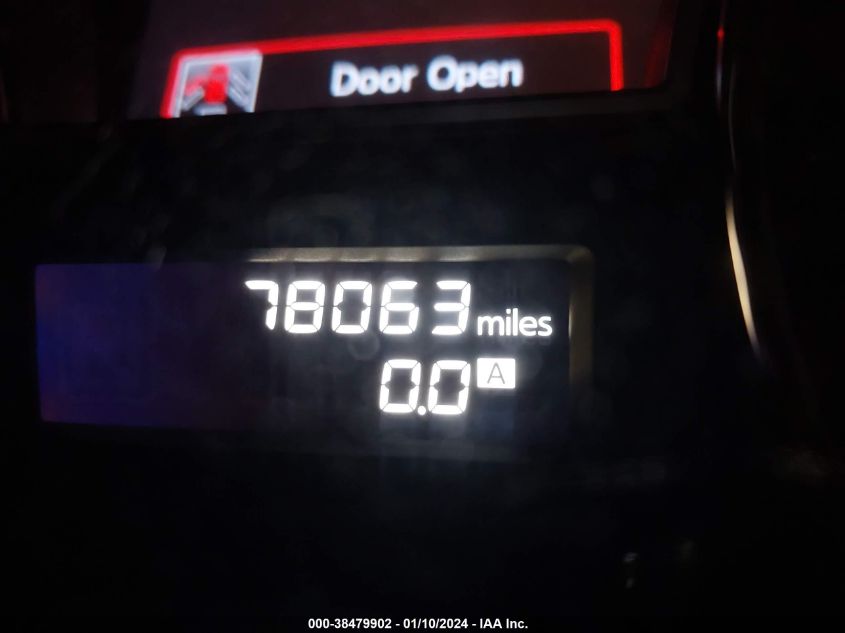 Door Open
78063 miles
0.0 A
000-38479902 - 01/10/2024 - IAA Inc.